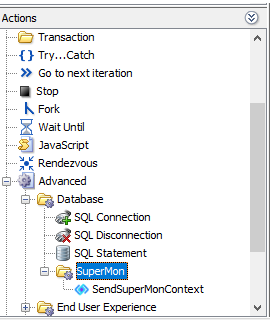 Actions
Transaction
Try...Catch
Go to next iteration
Stop
Fork
Wait Until
JavaScript
Rendezvous
Advanced
Database
SQL Connection
SQL Disconnection
SQL Statement
SuperMon
SendSuperMonContext
End User Experience